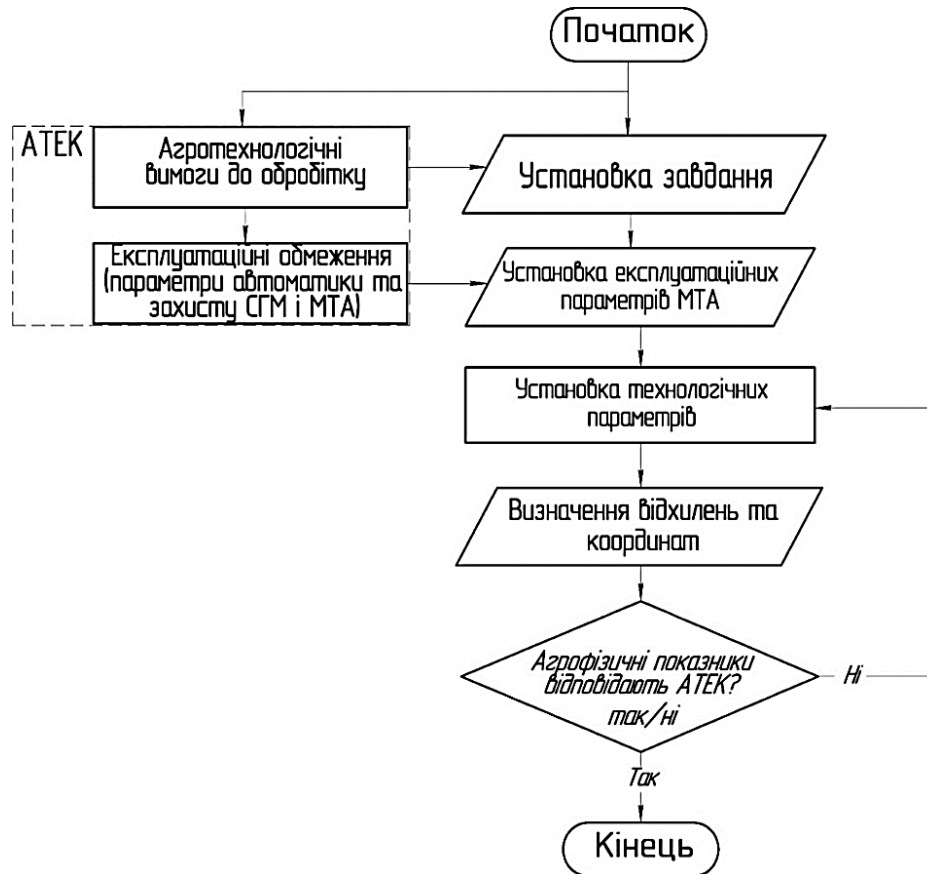 Початок
АТЕК
Агротехнологічні
вимоги до обробітку
Установка завдання
Експлуатаційні обмеження
(параметри автоматики та
захисту СГМ і МТА)
Установка експлуатаційних
параметрів МТА
Установка технологічних
параметрів
Визначення відхилень та
координат
Агрофізичні показники
відповідають АТЕК?
так/ні
Ні
Так
Кінець